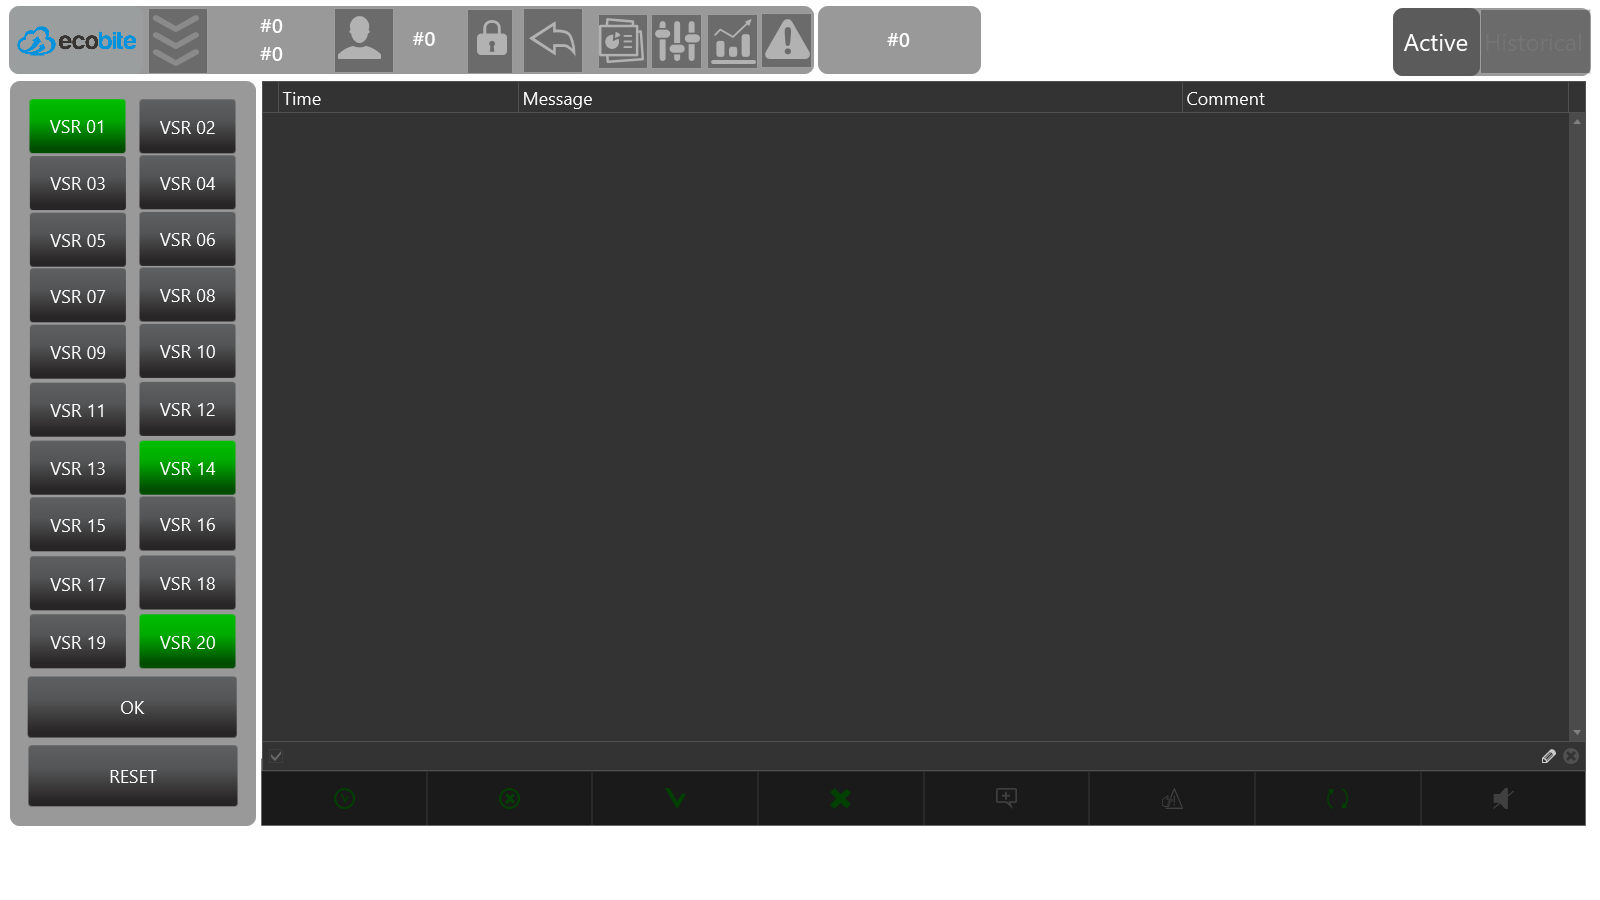 ecobite
#0
#0
#0
#0
Active
Historical
Time Message Comment
VSR 01 VSR 02
VSR 03 VSR 04
VSR 05 VSR 06
VSR 07 VSR 08
VSR 09 VSR 10
VSR 11 VSR 12
VSR 13 VSR 14
VSR 15 VSR 16
VSR 17 VSR 18
VSR 19 VSR 20
OK
RESET